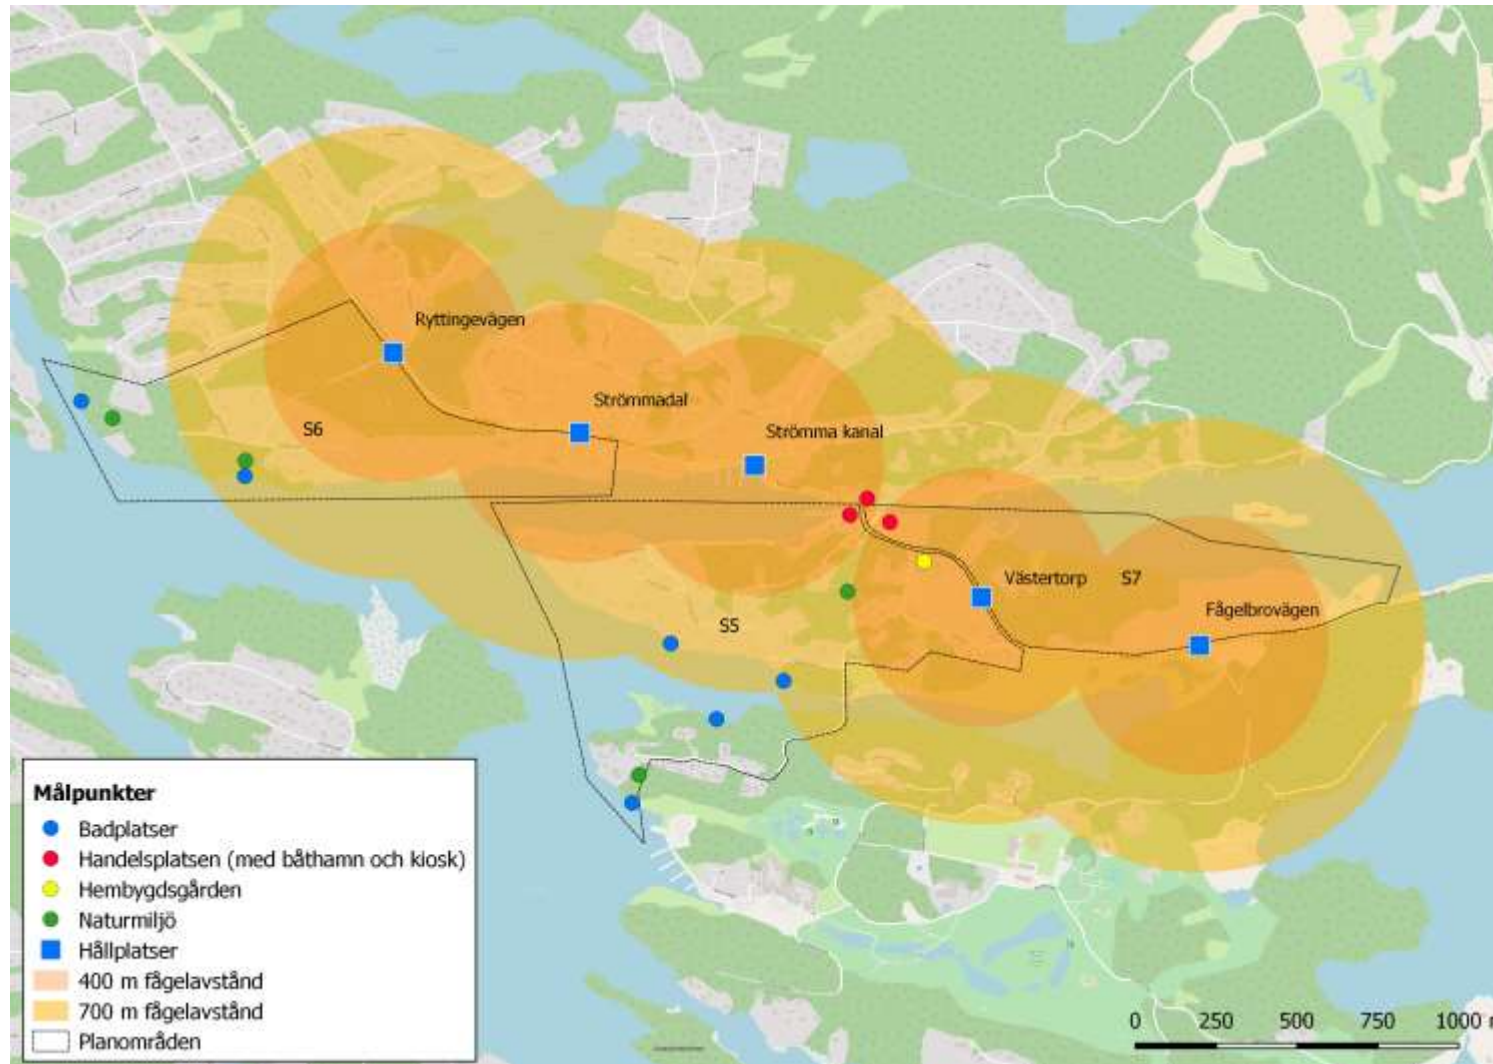 Ryttingevägen
Strömmadal
S6
Strömma kanal
Västertorp
S7
Fågelbrovägen
S5
Målpunkter
Badplatser
Handelsplatsen (med båthamn och kiosk)
Hembygdsgården
Naturmiljö
Hållplatser
400 m fågelavstånd
700 m fågelavstånd
Planområden
0 250 500 750 1000